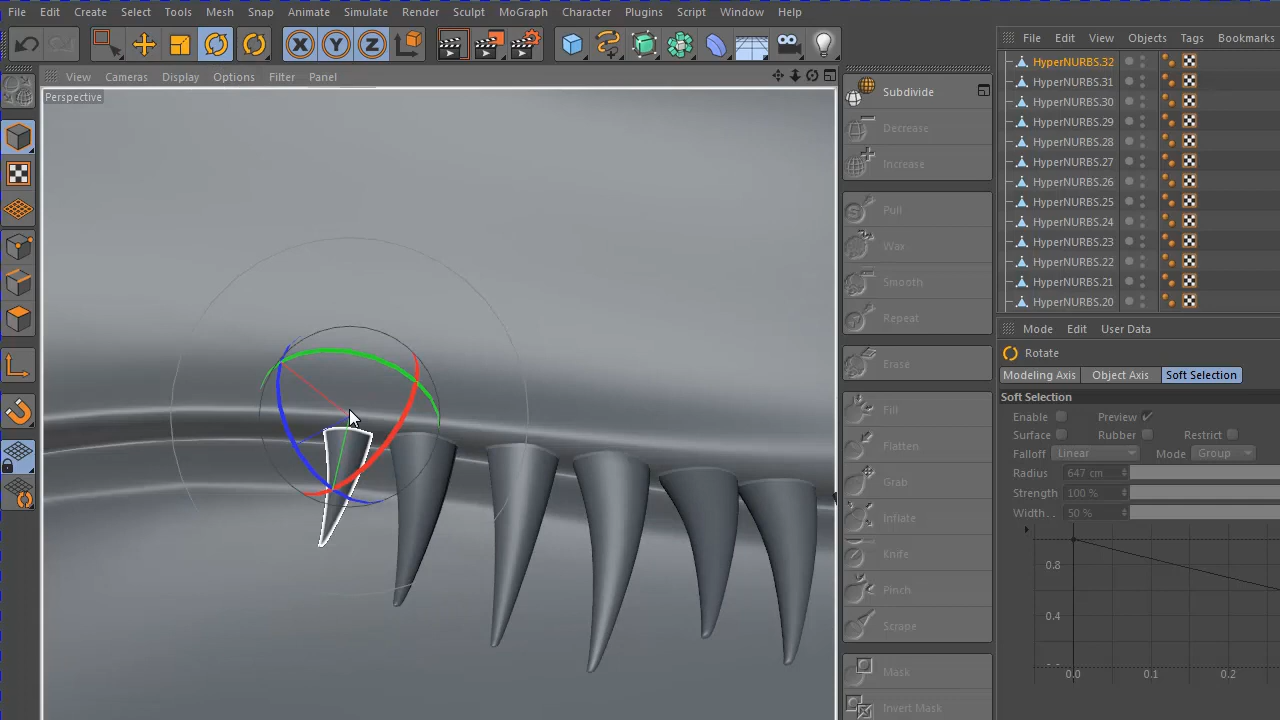 File Edit Create Select Tools Mesh Snap Animate Simulate Render Sculpt MoGraph Character Plugins Script Window Help
File Edit View Objects Tags Bookmarks
View Cameras Display Options Filter Panel
Perspective
Subdivide
Decrease
Increase
Pull
Wax
Smooth
Repeat
Erase
Fill
Flatten
Grab
Inflate
Knife
Pinch
Scrape
Mask
Invert Mask
HyperNURBS.32
HyperNURBS.31
HyperNURBS.30
HyperNURBS.29
HyperNURBS.28
HyperNURBS.27
HyperNURBS.26
HyperNURBS.25
HyperNURBS.24
HyperNURBS.23
HyperNURBS.22
HyperNURBS.21
HyperNURBS.20
Mode Edit User Data
Rotate
Modeling Axis Object Axis Soft Selection
Soft Selection
Enable Preview
Surface Rubber Restrict
Falloff Linear Mode Group
Radius 647 cm
Strength 100 %
Width. . 50 %
0.8
0.4
0.0 0.1 0.2
X Y Z